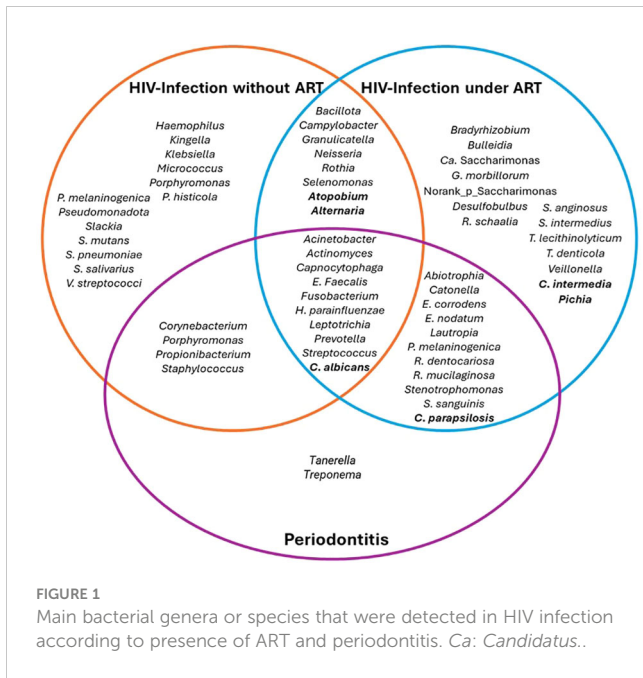 HIV-Infection without ART
HIV-Infection under ART
Haemophilus
Kingella
Klebsiella
Micrococcus
Porphyromonas
P. histicola
P. melaninogenica
Pseudomonadota
Slackia
S. mutans
S. pneumoniae
S. salivarius
V. streptococci
Bacillota
Campylobacter
Granulicatella
Neisseria
Rothia
Selenomonas
Atopobium
Alternaria
Bradyrhizobium
Bulleidia
Ca. Saccharimonas
G. morbillorum
Norank_p_Saccharimonas
Desulfobulbus
R. schaalia
S. anginosus
S. intermedius
T. lecithinolyticum
T. denticola
Veillonella
C. intermedia
Pichia
Acinetobacter
Actinomyces
Capnocytophaga
E. Faecalis
Fusobacterium
H. parainfluenzae
Leptotrichia
Prevotella
Streptococcus
C. albicans
Corynebacterium
Porphyromonas
Propionibacterium
Staphylococcus
Abiotrophia
Catonella
E. corrodens
E. nodatum
Lautropia
P. melaninogenica
R. dentocariosa
R. mucilaginosa
Stenotrophomonas
S. sanguinis
C. parapsilosis
Tanerella
Treponema
Periodontitis
FIGURE 1
Main bacterial genera or species that were detected in HIV infection
according to presence of ART and periodontitis. Ca: Candidatus..